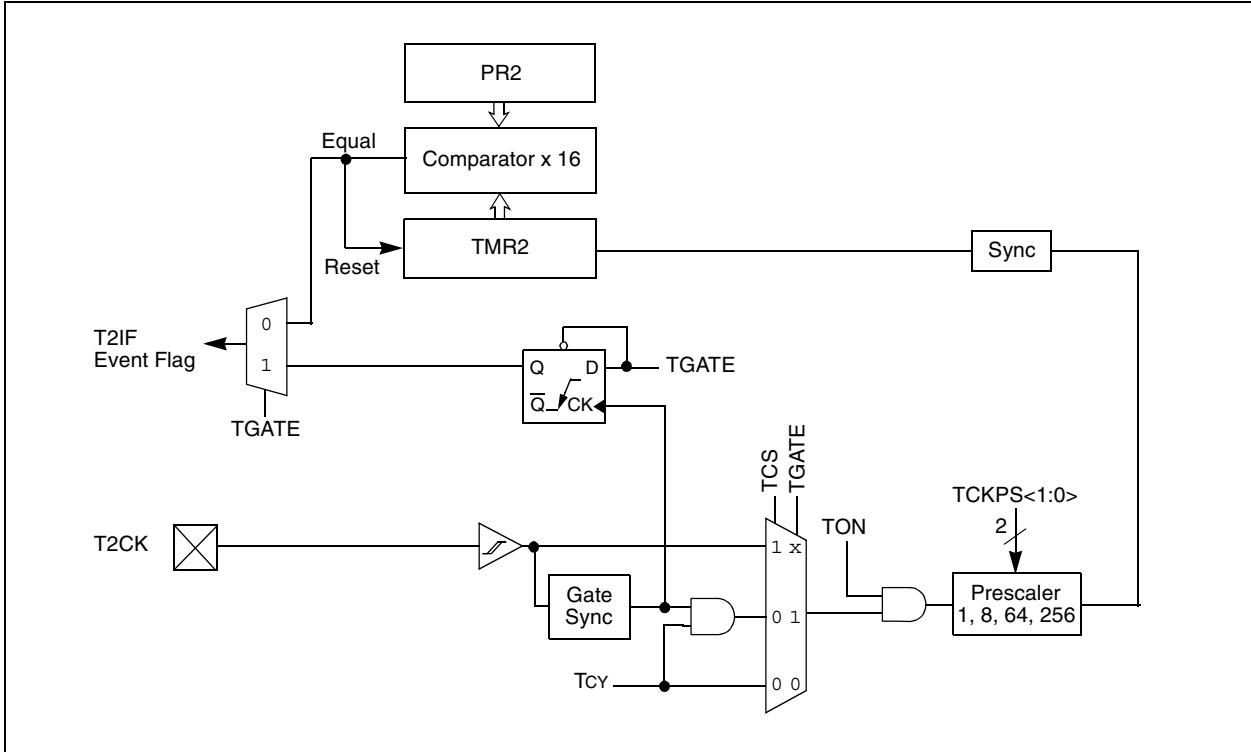 PR2
Equal
Comparator x 16
TMR2
Reset
Sync
T2IF
Event Flag
0
1
TGATE
Q D
Q̅ CK
TGATE
TCS
TGATE
TCKPS<1:0>
2
TON
T2CK
1 x
Gate
Sync
0 1
Prescaler
1, 8, 64, 256
TCY
0 0